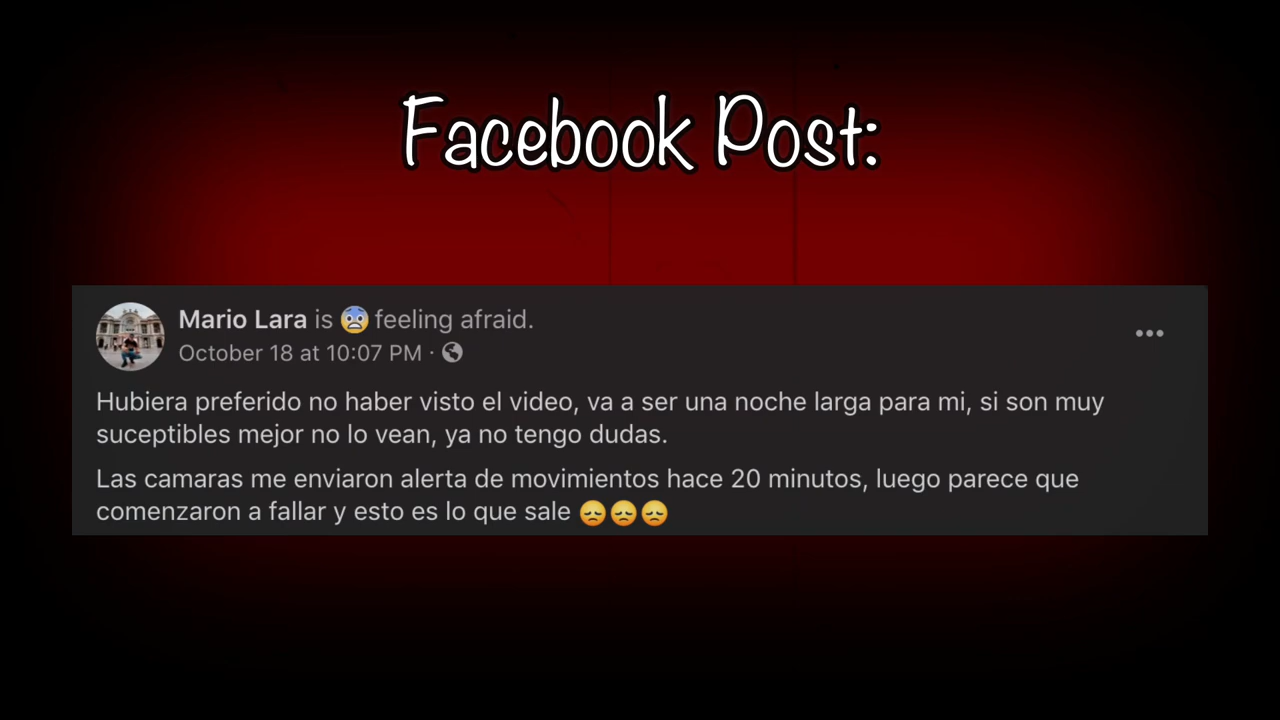 Facebook Post:
Mario Lara is 😨 feeling afraid.
October 18 at 10:07 PM ·
Hubiera preferido no haber visto el video, va a ser una noche larga para mi, si son muy
suceptibles mejor no lo vean, ya no tengo dudas.
Las camaras me enviaron alerta de movimientos hace 20 minutos, luego parece que
comenzaron a fallar y esto es lo que sale 😞😞😞